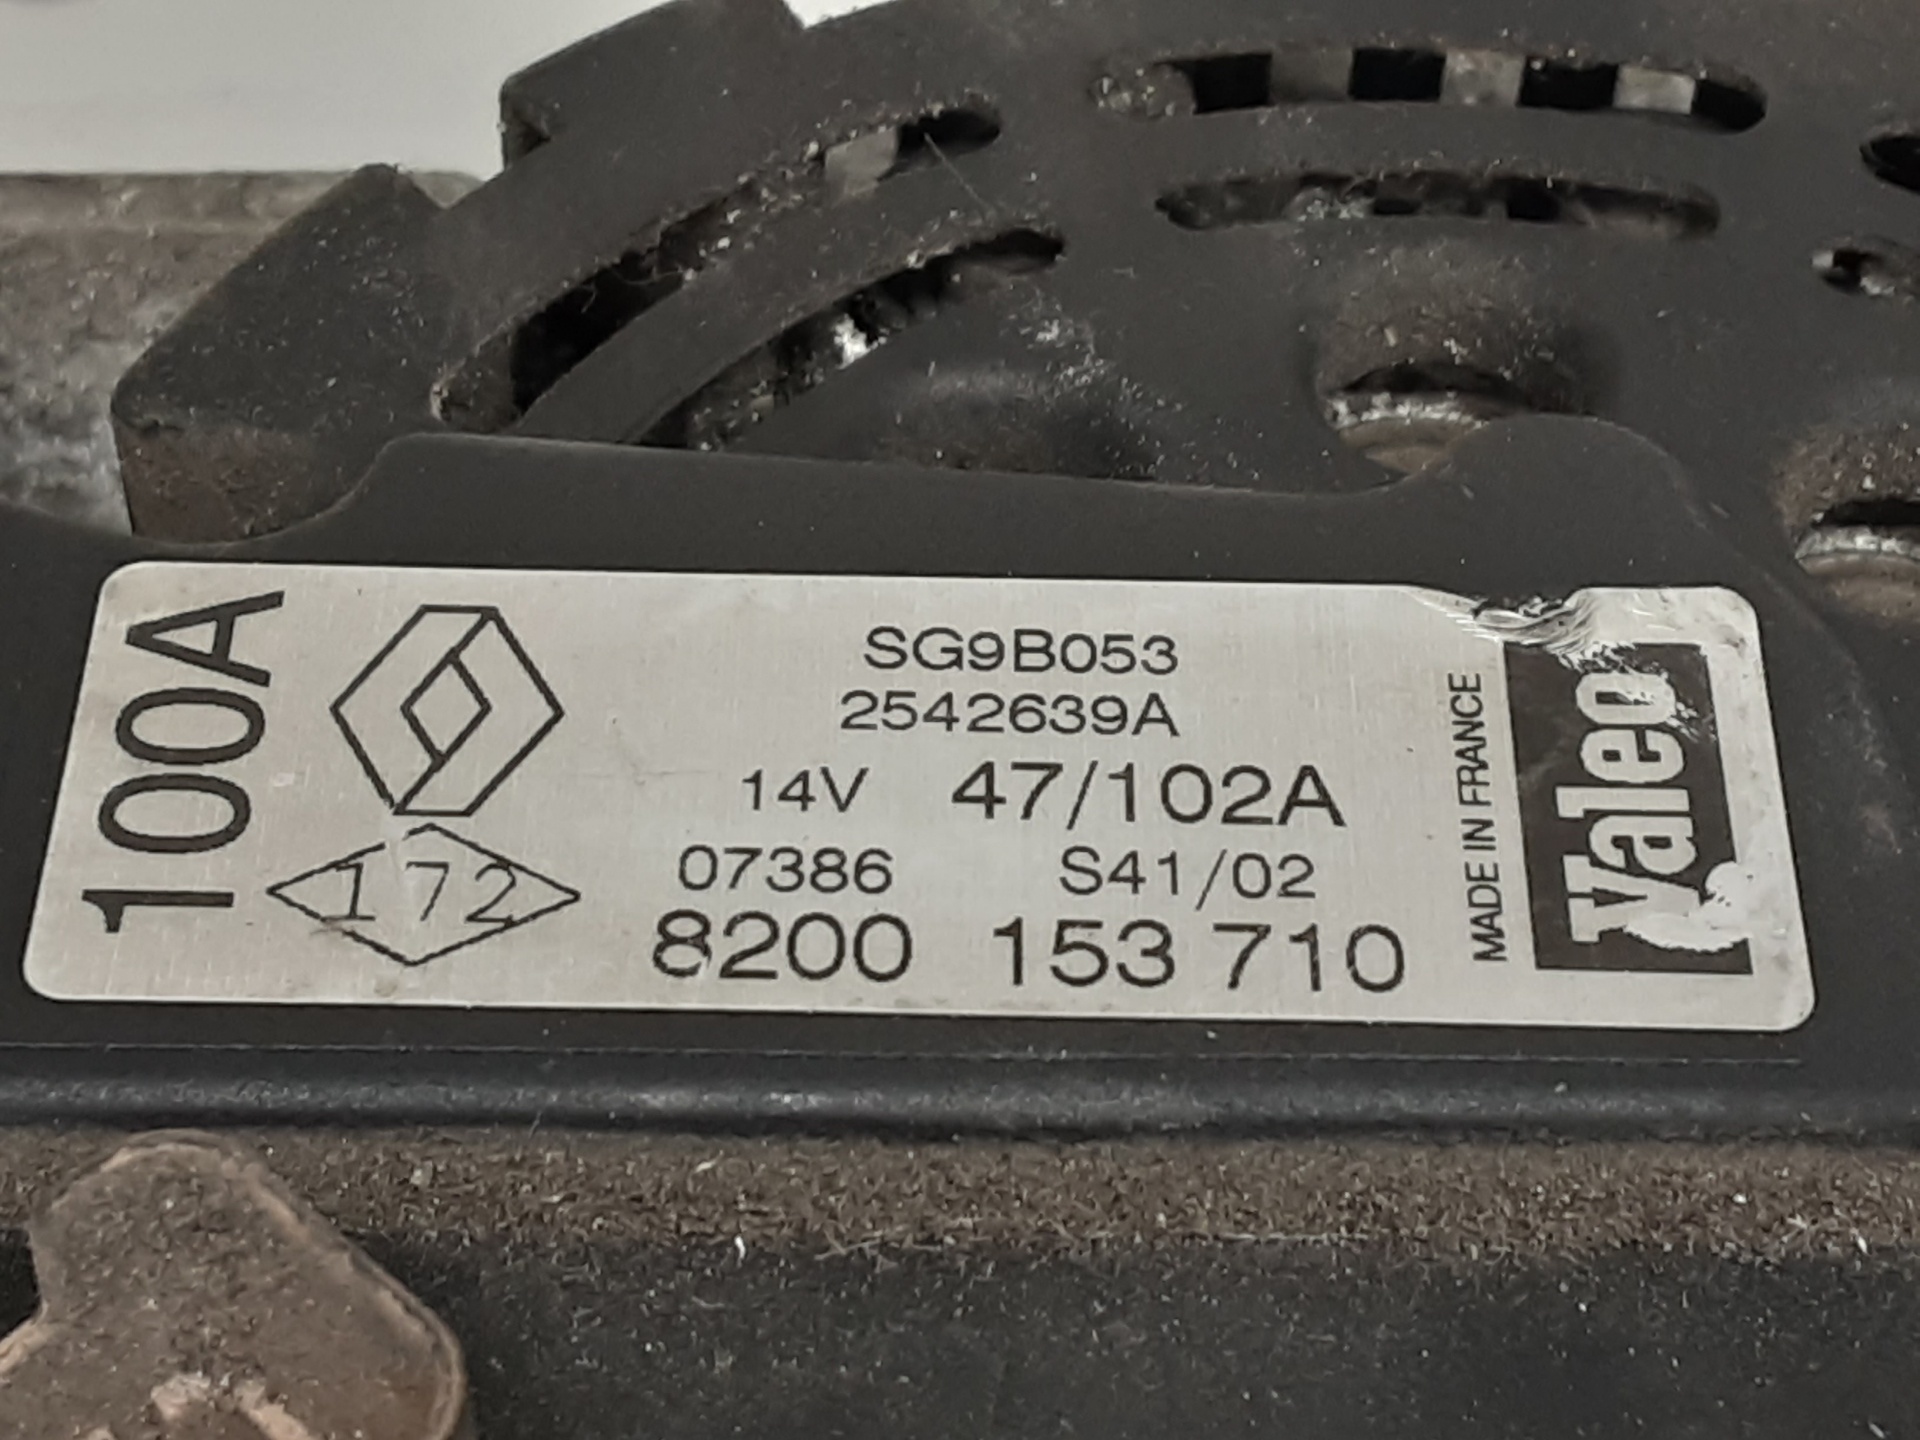 100A
172
SG9B053
2542639A
14V 47/102A
07386 S41/02
8200 153 710
MADE IN FRANCE
Valeo